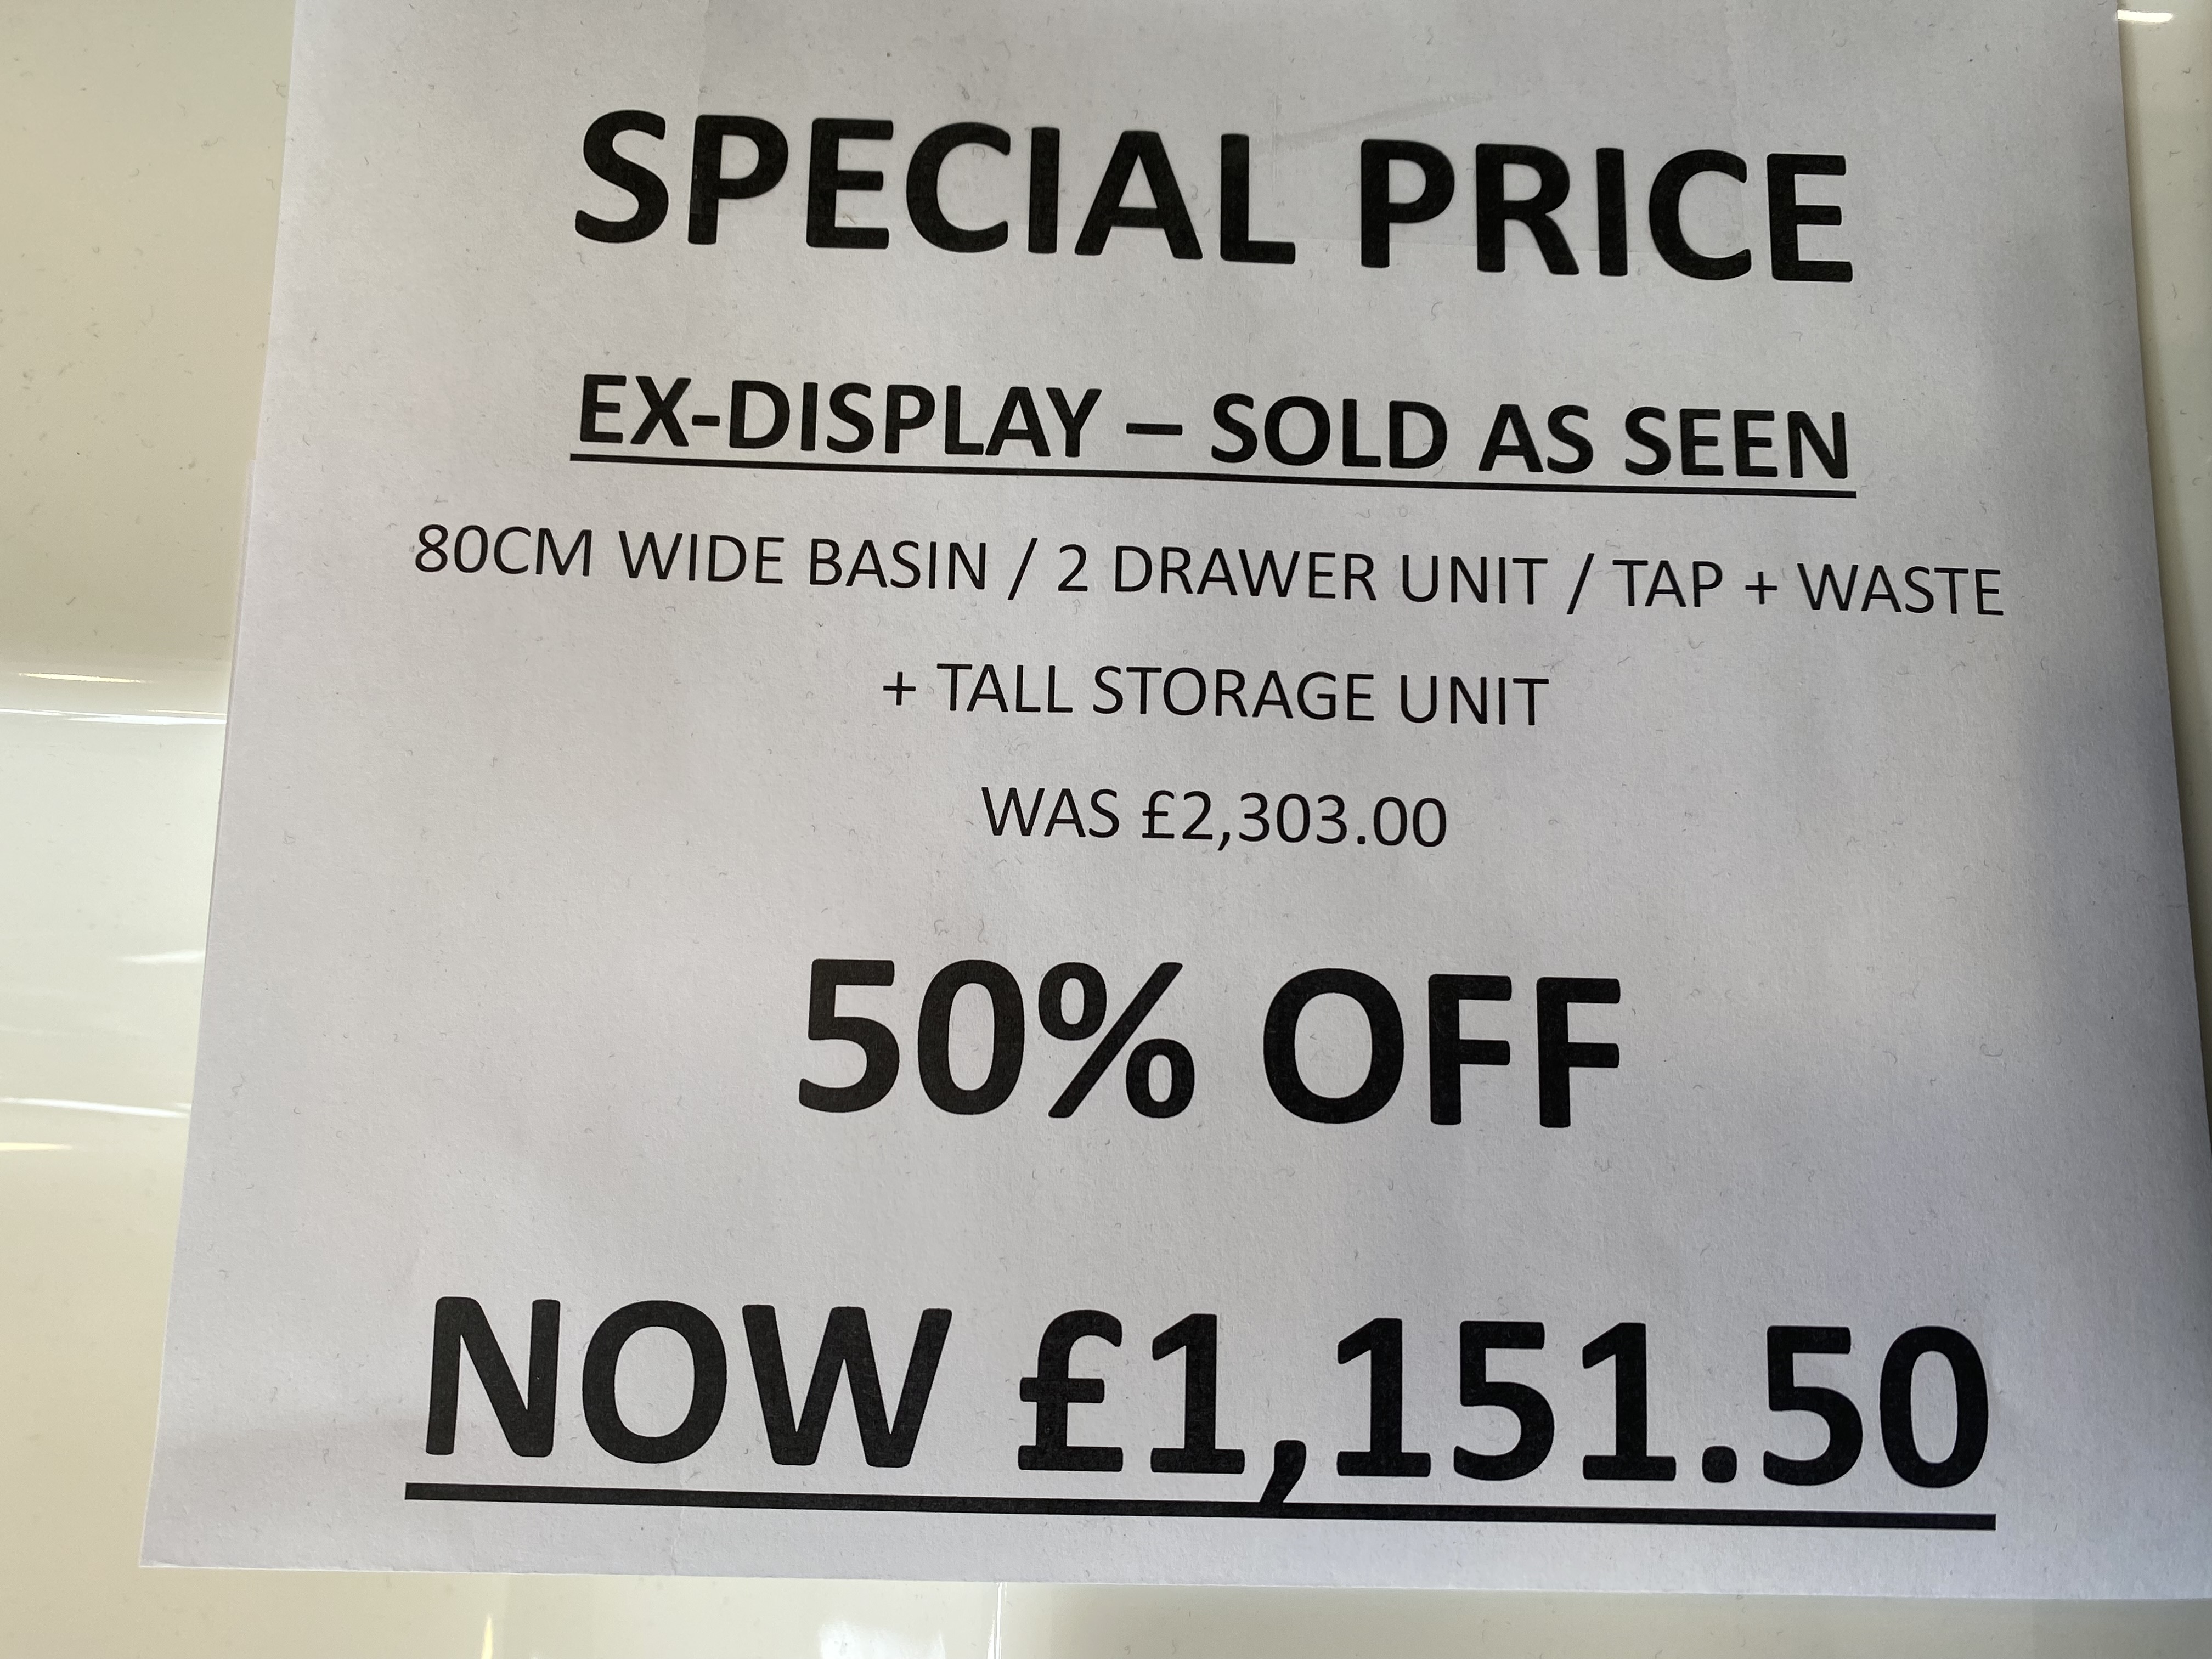 SPECIAL PRICE
EX-DISPLAY – SOLD AS SEEN
80CM WIDE BASIN / 2 DRAWER UNIT / TAP + WASTE
+ TALL STORAGE UNIT
WAS £2,303.00
50% OFF
NOW £1,151.50